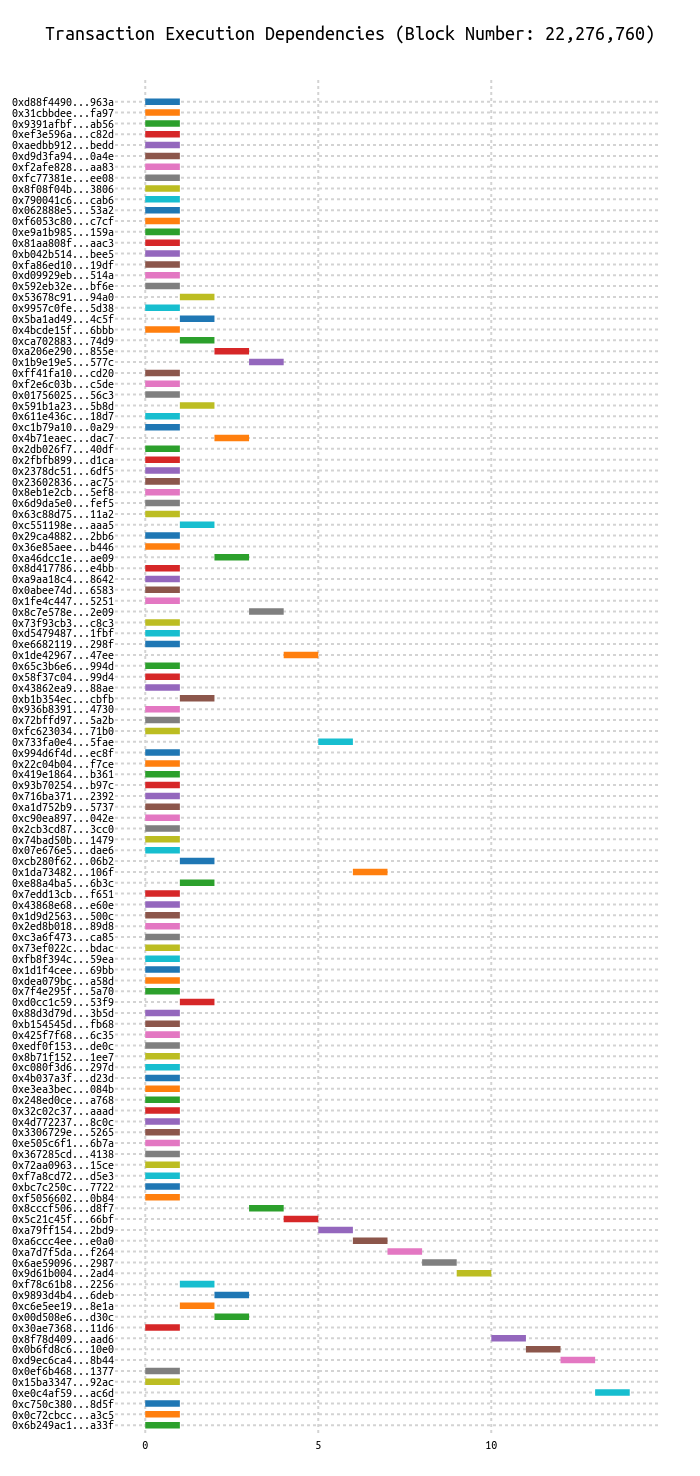 Transaction Execution Dependencies (Block Number: 22,276,760)
0xd88f4490...963a
0x31cbbdee...fa97
0x9391afbf...ab56
0xef3e596a...c82d
0xaedbb912...bedd
0xd9d3fa94...0a4e
0xf2afe828...aa83
0xfc77381e...ee08
0x8f08f04b...3806
0x790041c6...cab6
0x062888e5...53a2
0xf6053c80...c7cf
0xe9a1b985...159a
0x81aa808f...aac3
0xb042b514...bee5
0xfa86ed10...19df
0xd09929eb...514a
0x592eb32e...bf6e
0x53678c91...94a0
0x9957c0fe...5d38
0x5ba1ad49...4c5f
0x4bcde15f...6bbb
0xca702883...74d9
0xa206e290...855e
0x1b9e19e5...577c
0xff41fa10...cd20
0xf2e6c03b...c5de
0x01756025...56c3
0x591b1a23...5b8d
0x611e436c...18d7
0xc1b79a10...0a29
0x4b71eaec...dac7
0x2db026f7...40df
0x2fbfb899...d1ca
0x2378dc51...6df5
0x23602836...ac75
0x8eb1e2cb...5ef8
0x6d9da5e0...fef5
0x63c88d75...11a2
0xc551198e...aaa5
0x29ca4882...2bb6
0x36e85aee...b446
0xa46dcc1e...ae09
0x8d417786...e4bb
0xa9aa18c4...8642
0x0abee74d...6583
0x1fe4c447...5251
0x8c7e578e...2e09
0x73f93cb3...c8c3
0xd5479487...1fbf
0xe6682119...298f
0x1de42967...47ee
0x65c3b6e6...994d
0x58f37c04...99d4
0x43862ea9...88ae
0xb1b354ec...cbfb
0x936b8391...4730
0x72bffd97...5a2b
0xfc623034...71b0
0x733fa0e4...5fae
0x994d6f4d...ec8f
0x22c04b04...f7ce
0x419e1864...b361
0x93b70254...b97c
0x716ba371...2392
0xa1d752b9...5737
0xc90ea897...042e
0x2cb3cd87...3cc0
0x74bad50b...1479
0x07e676e5...dae6
0xcb280f62...06b2
0x1da73482...106f
0xe88a4ba5...6b3c
0x7edd13cb...f651
0x43868e68...e60e
0x1d9d2563...500c
0x2ed8b018...89d8
0xc3a6f473...ca85
0x73ef022c...bdac
0xfb8f394c...59ea
0x1d1f4cee...69bb
0xdea079bc...a58d
0x7f4e295f...5a70
0xd0cc1c59...53f9
0x88d3d79d...3b5d
0xb154545d...fb68
0x425f7f68...6c35
0xedf0f153...de0c
0x8b71f152...1ee7
0xc080f3d6...297d
0x4b037a3f...d23d
0xe3ea3bec...084b
0x248ed0ce...a768
0x32c02c37...aaad
0x4d772237...8c0c
0x3306729e...5265
0xe505c6f1...6b7a
0x367285cd...4138
0x72aa0963...15ce
0xf7a8cd72...d5e3
0xbc7c250c...7722
0xf5056602...0b84
0x8cccf506...d8f7
0x5c21c45f...66bf
0xa79ff154...2bd9
0xa6ccc4ee...e0a0
0xa7d7f5da...f264
0x6ae59096...2987
0x9d61b004...2ad4
0xf78c61b8...2256
0x9893d4b4...6deb
0xc6e5ee19...8e1a
0x00d508e6...d30c
0x30ae7368...11d6
0x8f78d409...aad6
0x0b6fd8c6...10e0
0xd9ec6ca4...8b44
0x0ef6b468...1377
0x15ba3347...92ac
0xe0c4af59...ac6d
0xc750c380...8d5f
0x0c72cbcc...a3c5
0x6b249ac1...a33f
0 5 10